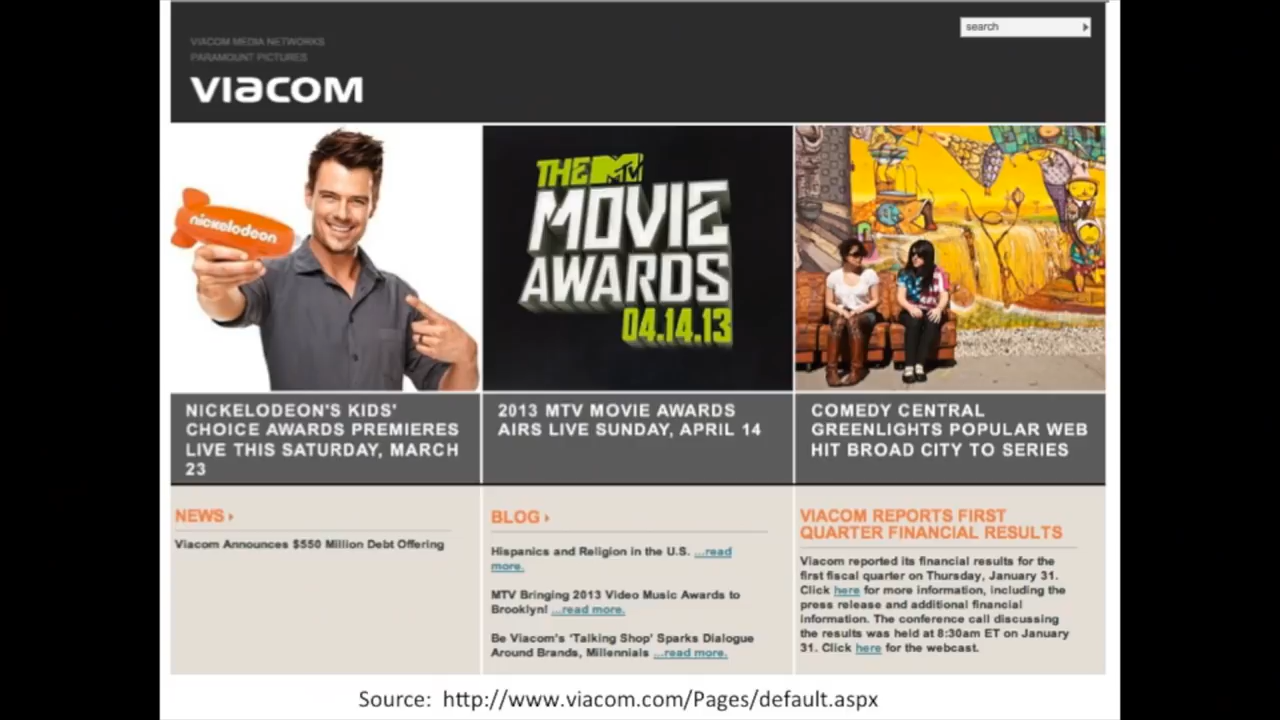 search
VIACOM MEDIA NETWORKS
PARAMOUNT PICTURES
VIACOM
nickelodeon
THE MTV
MOVIE
AWARDS
04.14.13
NICKELODEON'S KIDS'
CHOICE AWARDS PREMIERES
LIVE THIS SATURDAY, MARCH
23
2013 MTV MOVIE AWARDS
AIRS LIVE SUNDAY, APRIL 14
COMEDY CENTRAL
GREENLIGHTS POPULAR WEB
HIT BROAD CITY TO SERIES
NEWS
Viacom Announces $550 Million Debt Offering
BLOG
Hispanics and Religion in the U.S. ...read
more.
MTV Bringing 2013 Video Music Awards to
Brooklyn! ...read more.
Be Viacom's 'Talking Shop' Sparks Dialogue
Around Brands, Millennials ...read more.
VIACOM REPORTS FIRST
QUARTER FINANCIAL RESULTS
Viacom reported its financial results for the
first fiscal quarter on Thursday, January 31.
Click here for more information, including the
press release and additional financial
information. The conference call discussing
the results was held at 8:30am ET on January
31. Click here for the webcast.
Source: http://www.viacom.com/Pages/default.aspx